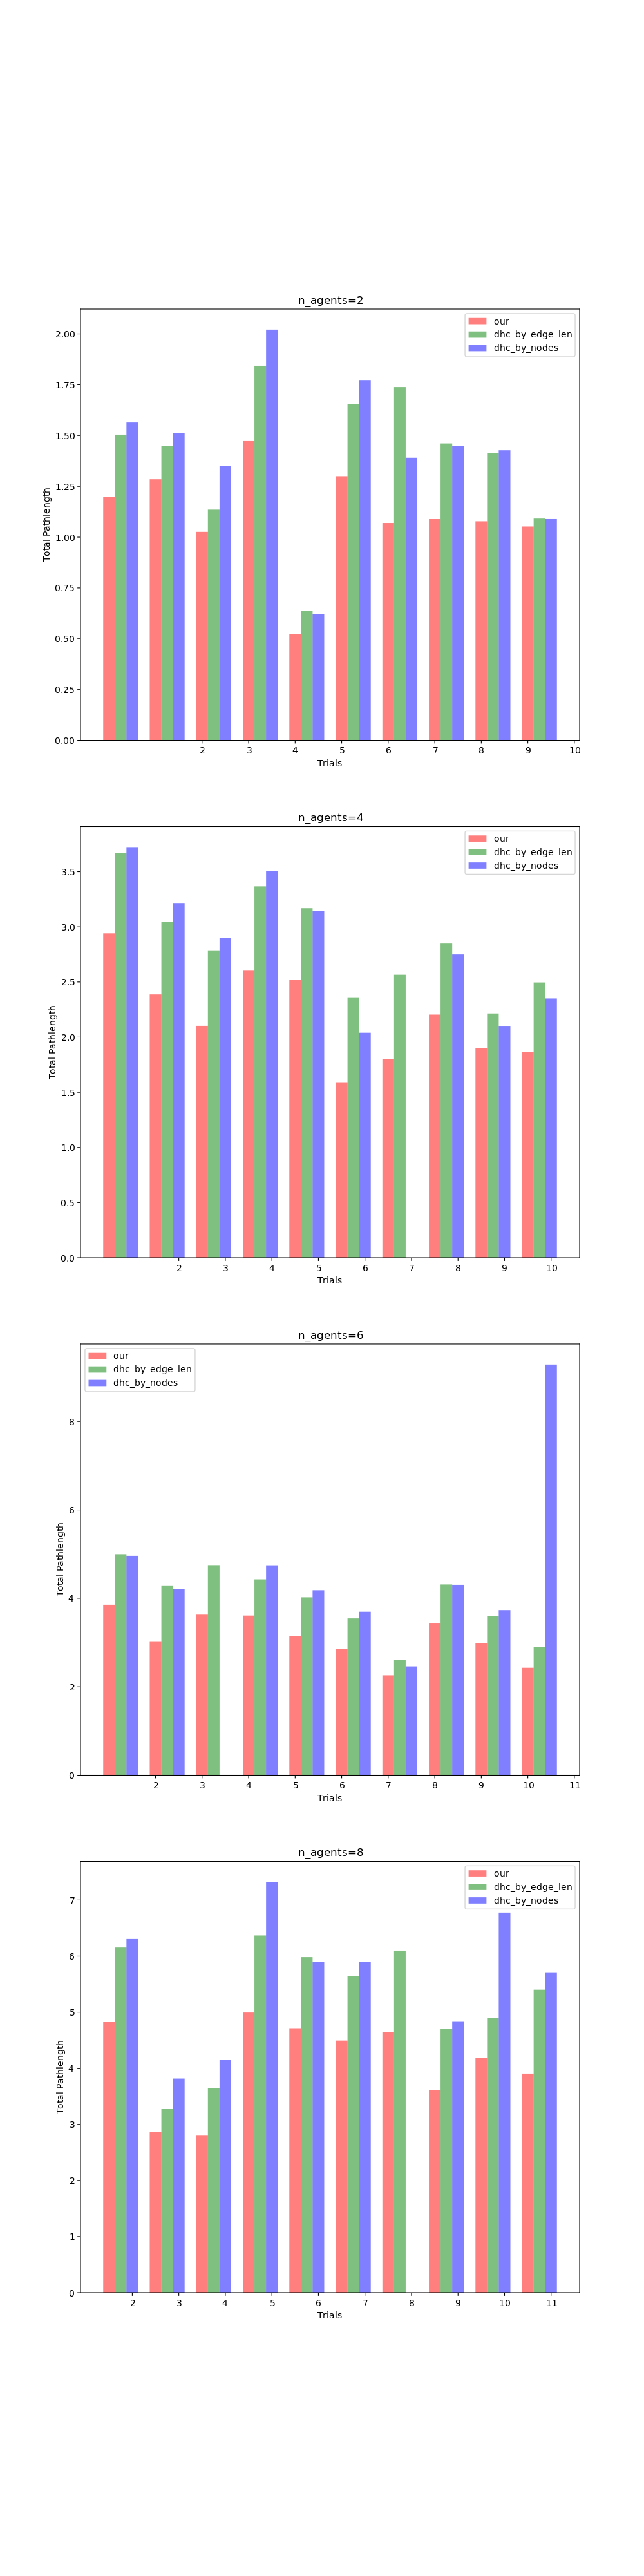 n_agents=2
our
dhc_by_edge_len
dhc_by_nodes
2.00
1.75
1.50
1.25
1.00
0.75
0.50
0.25
0.00
Total Pathlength
2 3 4 5 6 7 8 9 10
Trials
n_agents=4
our
dhc_by_edge_len
dhc_by_nodes
3.5
3.0
2.5
2.0
1.5
1.0
0.5
0.0
Total Pathlength
2 3 4 5 6 7 8 9 10
Trials
n_agents=6
our
dhc_by_edge_len
dhc_by_nodes
8
6
4
2
0
Total Pathlength
2 3 4 5 6 7 8 9 10 11
Trials
n_agents=8
our
dhc_by_edge_len
dhc_by_nodes
7
6
5
4
3
2
1
0
Total Pathlength
2 3 4 5 6 7 8 9 10 11
Trials